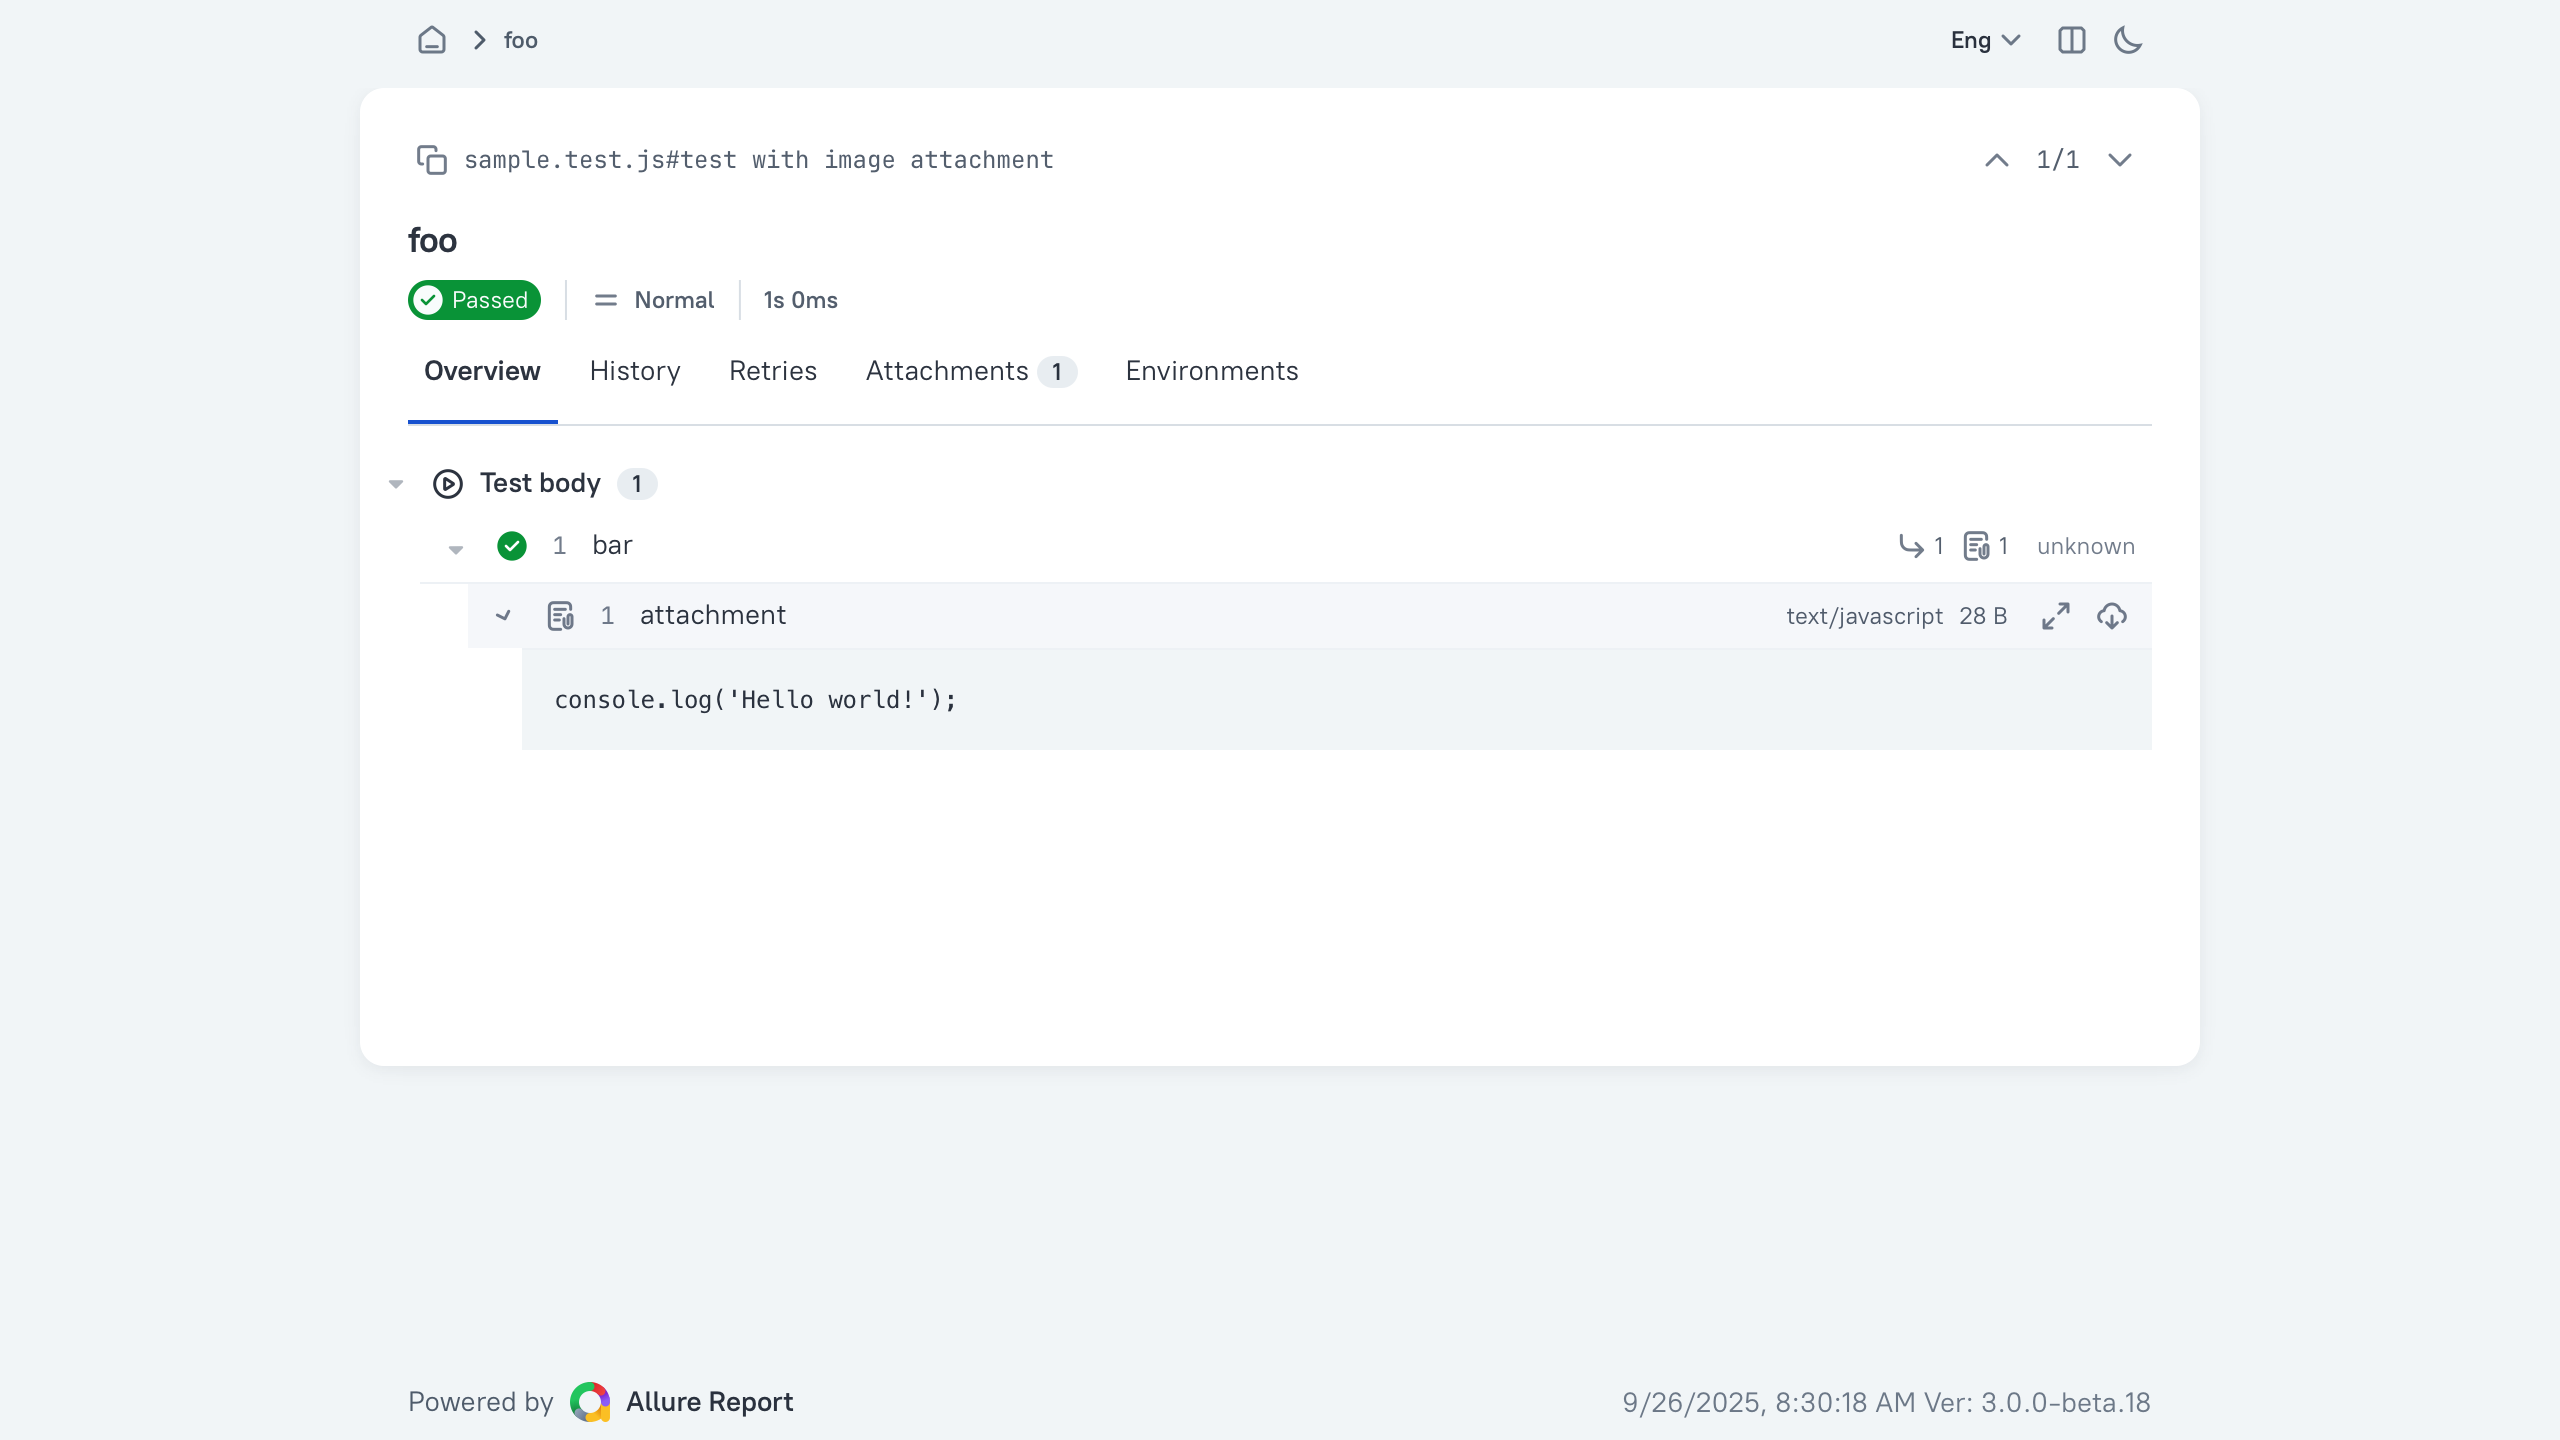 foo
Eng
sample.test.js#test with image attachment
1/1
foo
Passed
Normal
1s 0ms
Overview
History
Retries
Attachments 1
Environments
Test body 1
1 bar
1 1 unknown
1 attachment
text/javascript 28 B
console.log('Hello world!');
Powered by Allure Report
9/26/2025, 8:30:18 AM Ver: 3.0.0-beta.18